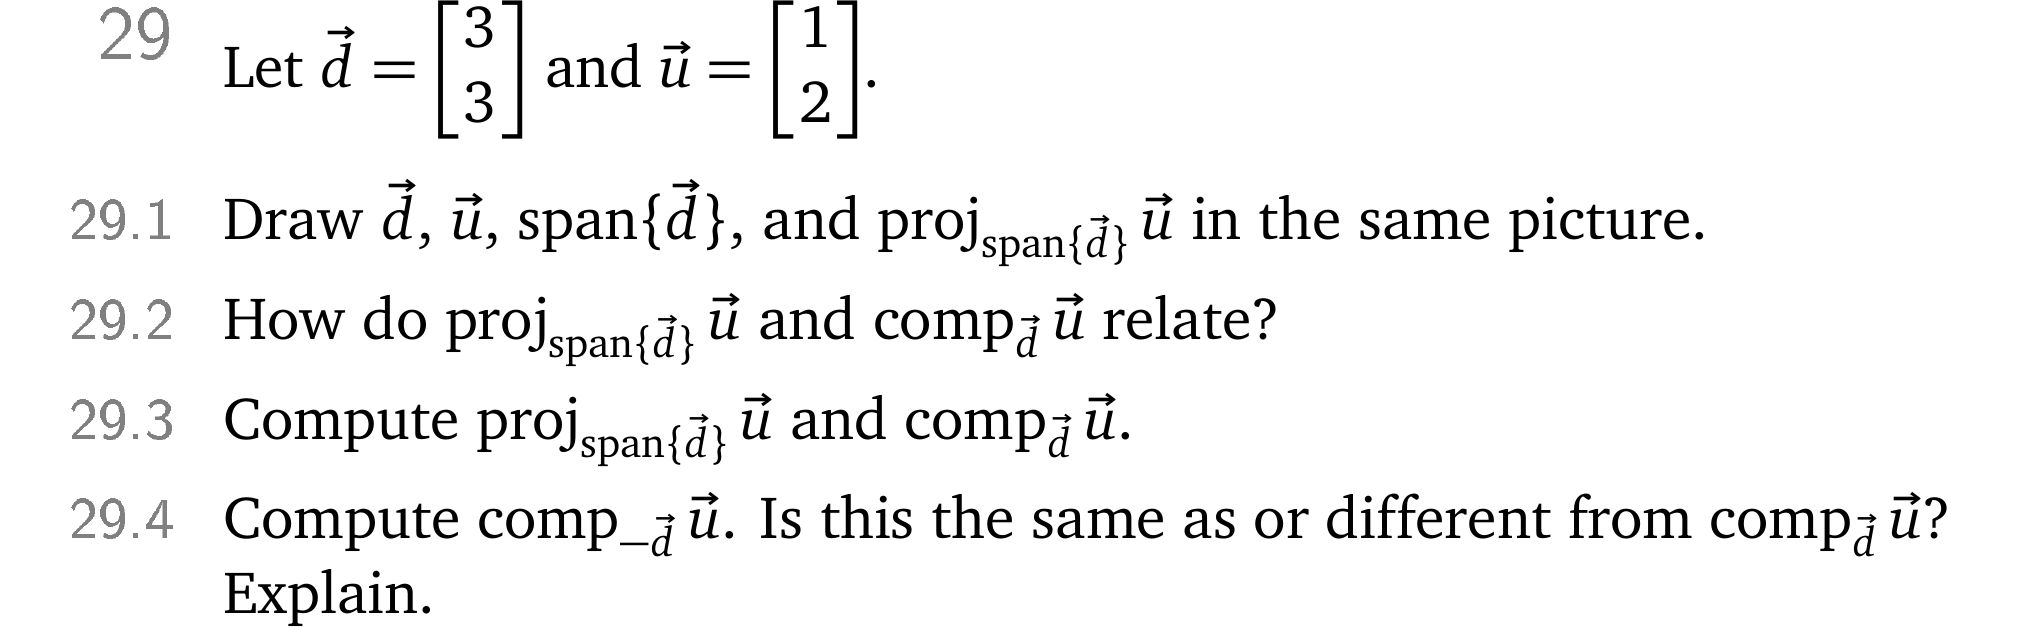 29 Let $\vec{d} = \begin{bmatrix} 3 \\ 3 \end{bmatrix}$ and $\vec{u} = \begin{bmatrix} 1 \\ 2 \end{bmatrix}$.
29.1 Draw $\vec{d}$, $\vec{u}$, span{$\vec{d}$}, and $\text{proj}_{\text{span}\{\vec{d}\}}\, \vec{u}$ in the same picture.
29.2 How do $\text{proj}_{\text{span}\{\vec{d}\}}\, \vec{u}$ and $\text{comp}_{\vec{d}}\, \vec{u}$ relate?
29.3 Compute $\text{proj}_{\text{span}\{\vec{d}\}}\, \vec{u}$ and $\text{comp}_{\vec{d}}\, \vec{u}$.
29.4 Compute $\text{comp}_{-\vec{d}}\, \vec{u}$. Is this the same as or different from $\text{comp}_{\vec{d}}\, \vec{u}$?
Explain.